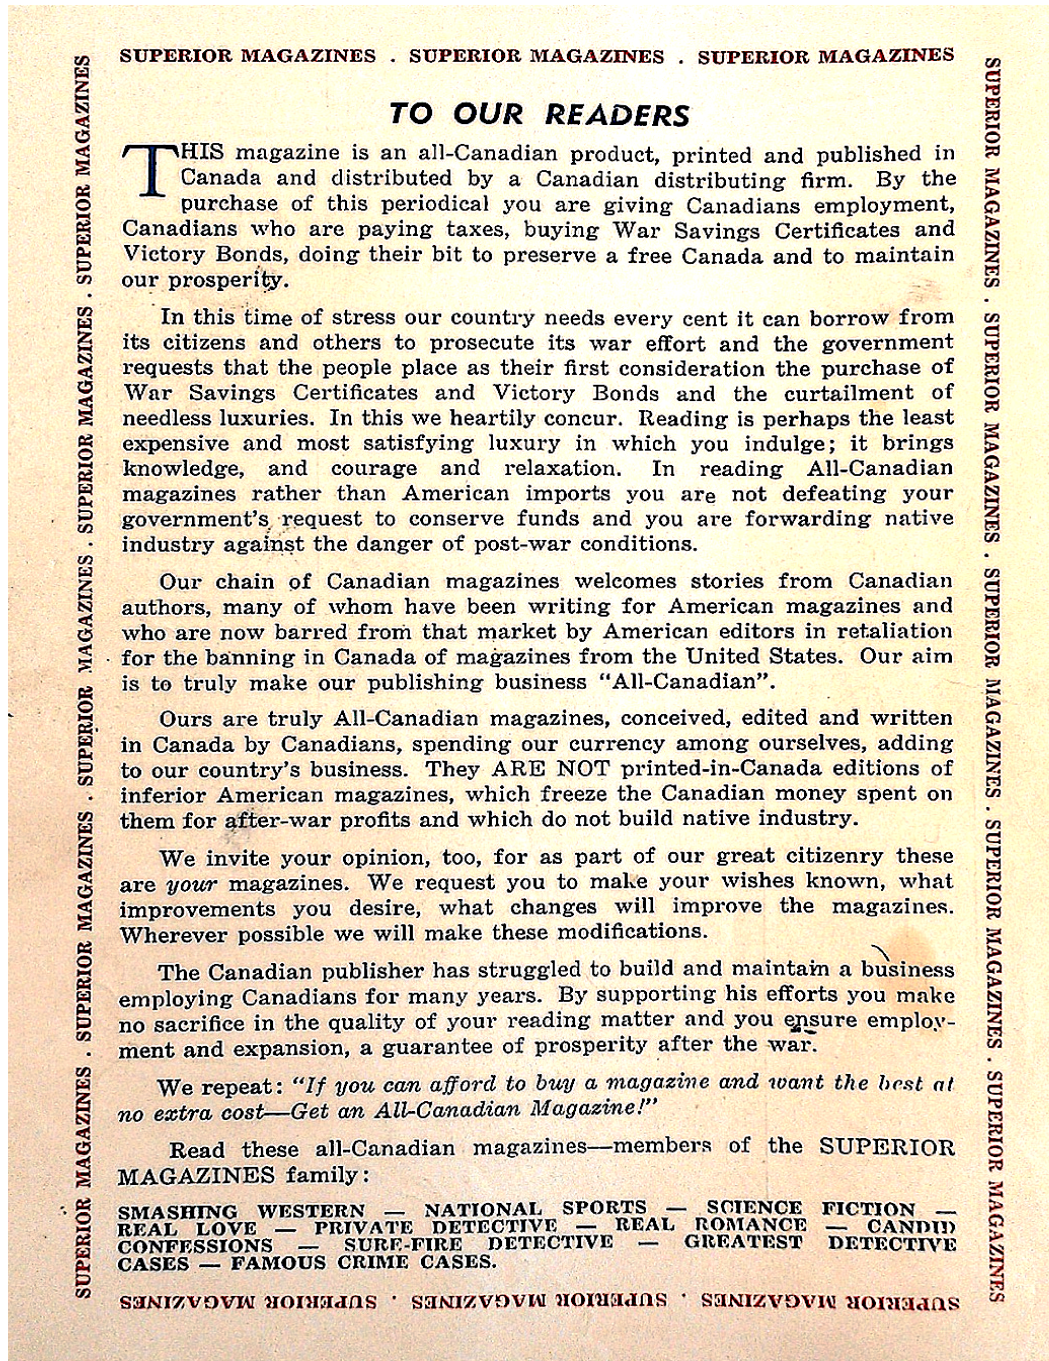 SUPERIOR MAGAZINES . SUPERIOR MAGAZINES . SUPERIOR MAGAZINES
TO OUR READERS
THIS magazine is an all-Canadian product, printed and published in
Canada and distributed by a Canadian distributing firm. By the
purchase of this periodical you are giving Canadians employment,
Canadians who are paying taxes, buying War Savings Certificates and
Victory Bonds, doing their bit to preserve a free Canada and to maintain
our prosperity.
In this time of stress our country needs every cent it can borrow from
its citizens and others to prosecute its war effort and the government
requests that the people place as their first consideration the purchase of
War Savings Certificates and Victory Bonds and the curtailment of
needless luxuries. In this we heartily concur. Reading is perhaps the least
expensive and most satisfying luxury in which you indulge; it brings
knowledge, and courage and relaxation. In reading All-Canadian
magazines rather than American imports you are not defeating your
government's request to conserve funds and you are forwarding native
industry against the danger of post-war conditions.
Our chain of Canadian magazines welcomes stories from Canadian
authors, many of whom have been writing for American magazines and
who are now barred from that market by American editors in retaliation
for the banning in Canada of magazines from the United States. Our aim
is to truly make our publishing business "All-Canadian".
Ours are truly All-Canadian magazines, conceived, edited and written
in Canada by Canadians, spending our currency among ourselves, adding
to our country's business. They ARE NOT printed-in-Canada editions of
inferior American magazines, which freeze the Canadian money spent on
them for after-war profits and which do not build native industry.
We invite your opinion, too, for as part of our great citizenry these
are your magazines. We request you to make your wishes known, what
improvements you desire, what changes will improve the magazines.
Wherever possible we will make these modifications.
The Canadian publisher has struggled to build and maintain a business
employing Canadians for many years. By supporting his efforts you make
no sacrifice in the quality of your reading matter and you ensure employ-
ment and expansion, a guarantee of prosperity after the war.
We repeat: "If you can afford to buy a magazine and want the best at
no extra cost—Get an All-Canadian Magazine!"
Read these all-Canadian magazines—members of the SUPERIOR
MAGAZINES family:
SMASHING WESTERN — NATIONAL SPORTS — SCIENCE FICTION —
REAL LOVE — PRIVATE DETECTIVE — REAL ROMANCE — CANDID
CONFESSIONS — SURE-FIRE DETECTIVE — GREATEST DETECTIVE
CASES — FAMOUS CRIME CASES.
SUPERIOR MAGAZINES . SUPERIOR MAGAZINES . SUPERIOR MAGAZINES
SUPERIOR MAGAZINES . SUPERIOR MAGAZINES . SUPERIOR MAGAZINES . SUPERIOR MAGAZINES . SUPERIOR MAGAZINES
SUPERIOR MAGAZINES . SUPERIOR MAGAZINES . SUPERIOR MAGAZINES . SUPERIOR MAGAZINES . SUPERIOR MAGAZINES